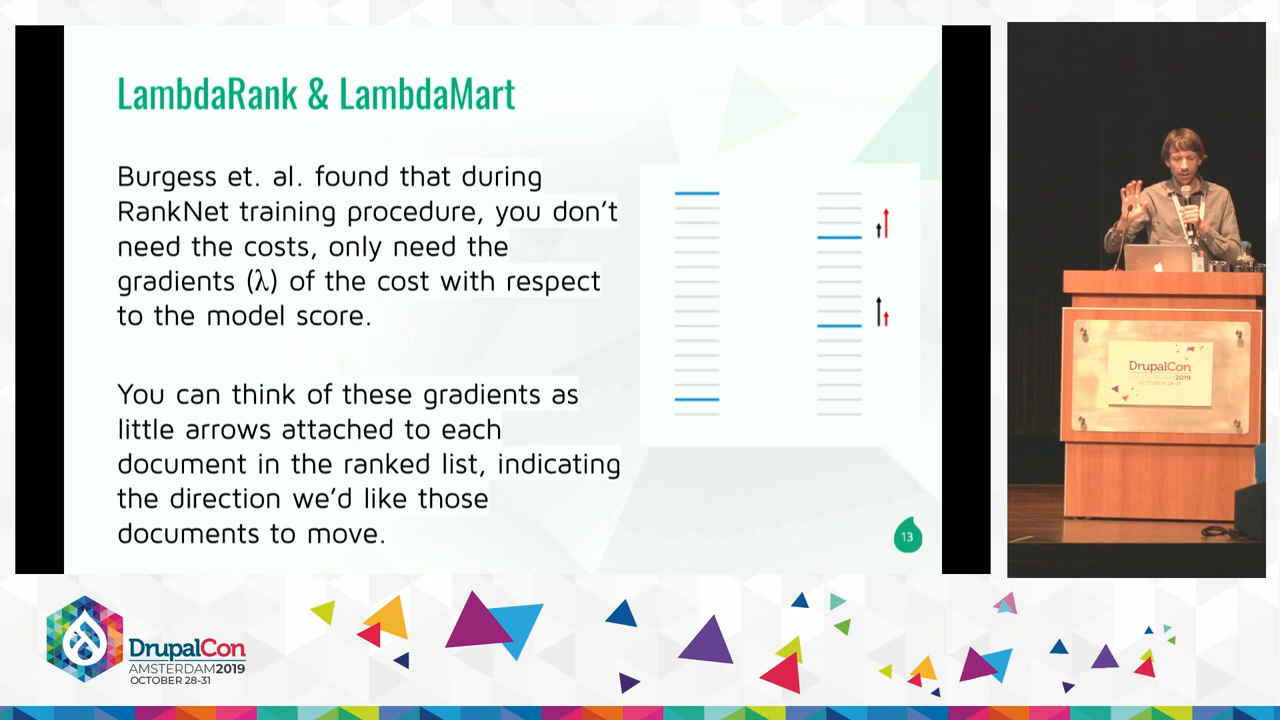 LambdaRank & LambdaMart
Burgess et. al. found that during
RankNet training procedure, you don’t
need the costs, only need the
gradients (λ) of the cost with respect
to the model score.
You can think of these gradients as
little arrows attached to each
document in the ranked list, indicating
the direction we’d like those
documents to move.
13
DrupalCon
AMSTERDAM 2019
OCTOBER 28-31
DrupalCon
AMSTERDAM2019
OCTOBER 28-31